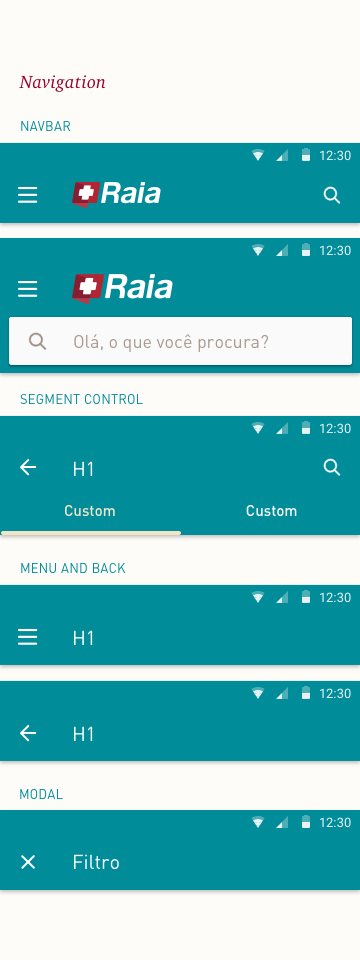 Navigation
NAVBAR
12:30
Raia
12:30
Raia
Olá, o que você procura?
SEGMENT CONTROL
12:30
H1
Custom Custom
MENU AND BACK
12:30
H1
12:30
H1
MODAL
12:30
Filtro